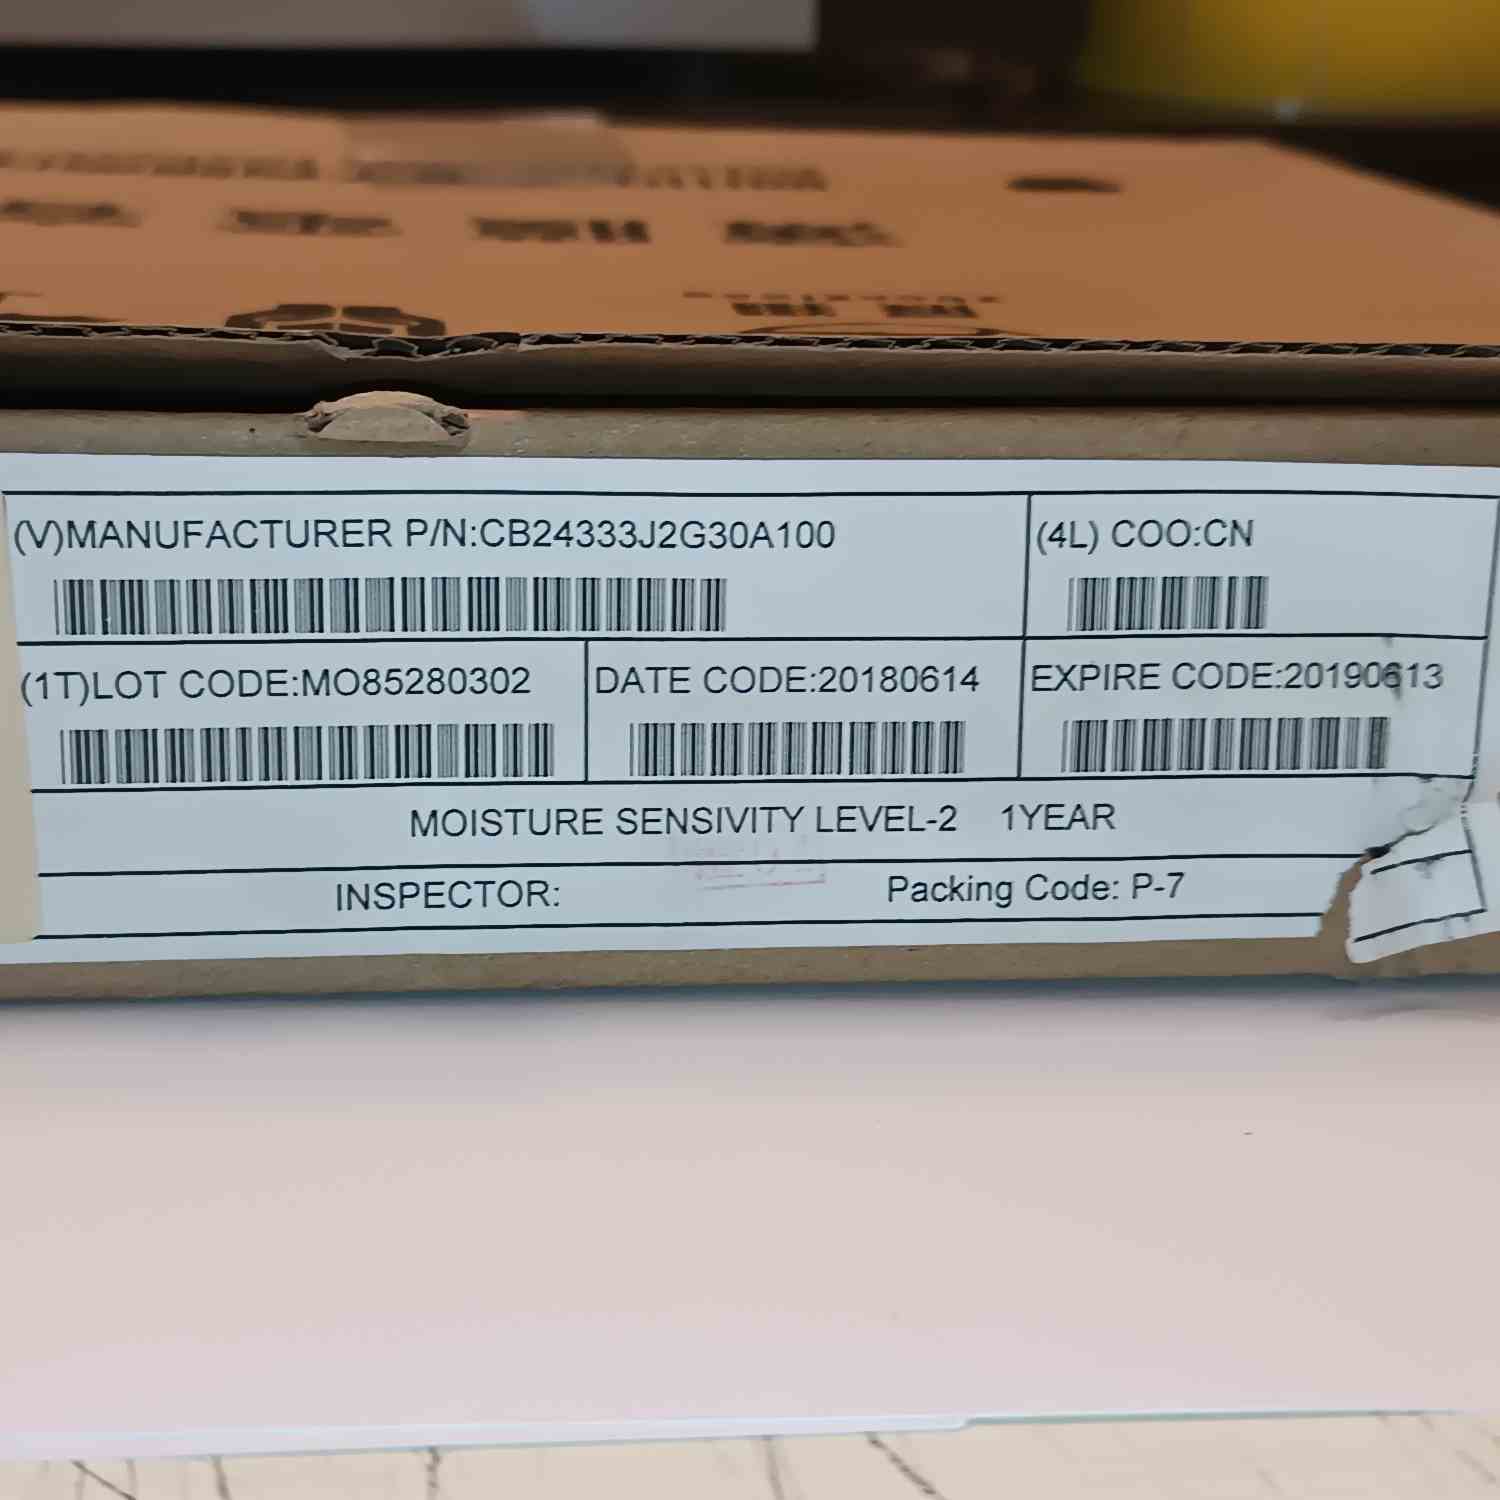 (V)MANUFACTURER P/N:CB24333J2G30A100
(4L) COO:CN
(1T)LOT CODE:MO85280302
DATE CODE:20180614
EXPIRE CODE:20190613
MOISTURE SENSIVITY LEVEL-2 1YEAR
INSPECTOR:
Packing Code: P-7